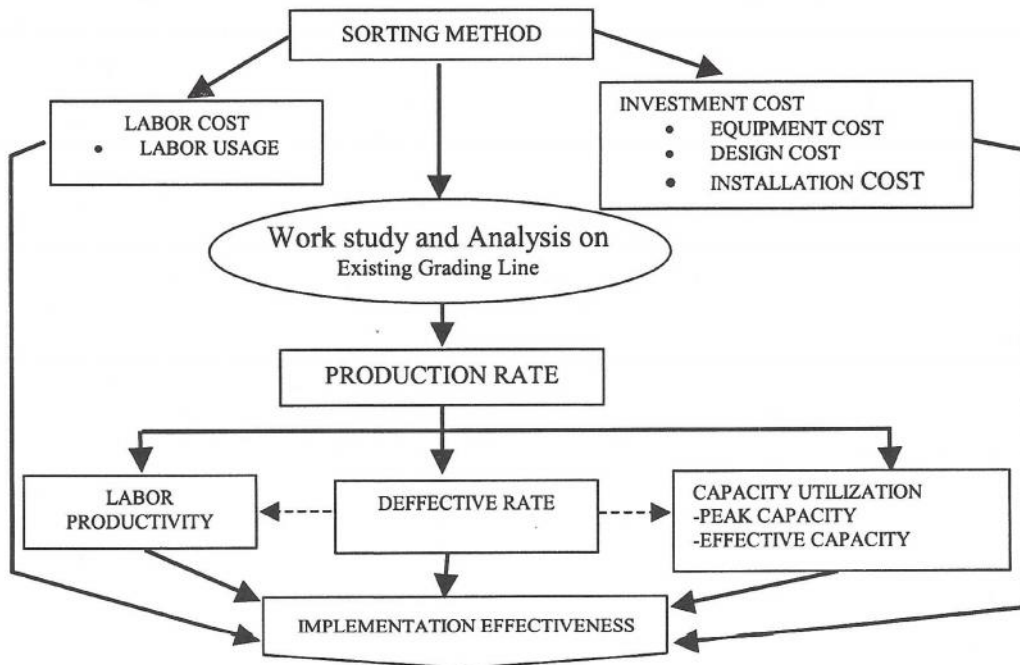 SORTING METHOD
LABOR COST
• LABOR USAGE
INVESTMENT COST
• EQUIPMENT COST
• DESIGN COST
• INSTALLATION COST
Work study and Analysis on
Existing Grading Line
PRODUCTION RATE
LABOR
PRODUCTIVITY
DEFFECTIVE RATE
CAPACITY UTILIZATION
-PEAK CAPACITY
-EFFECTIVE CAPACITY
IMPLEMENTATION EFFECTIVENESS